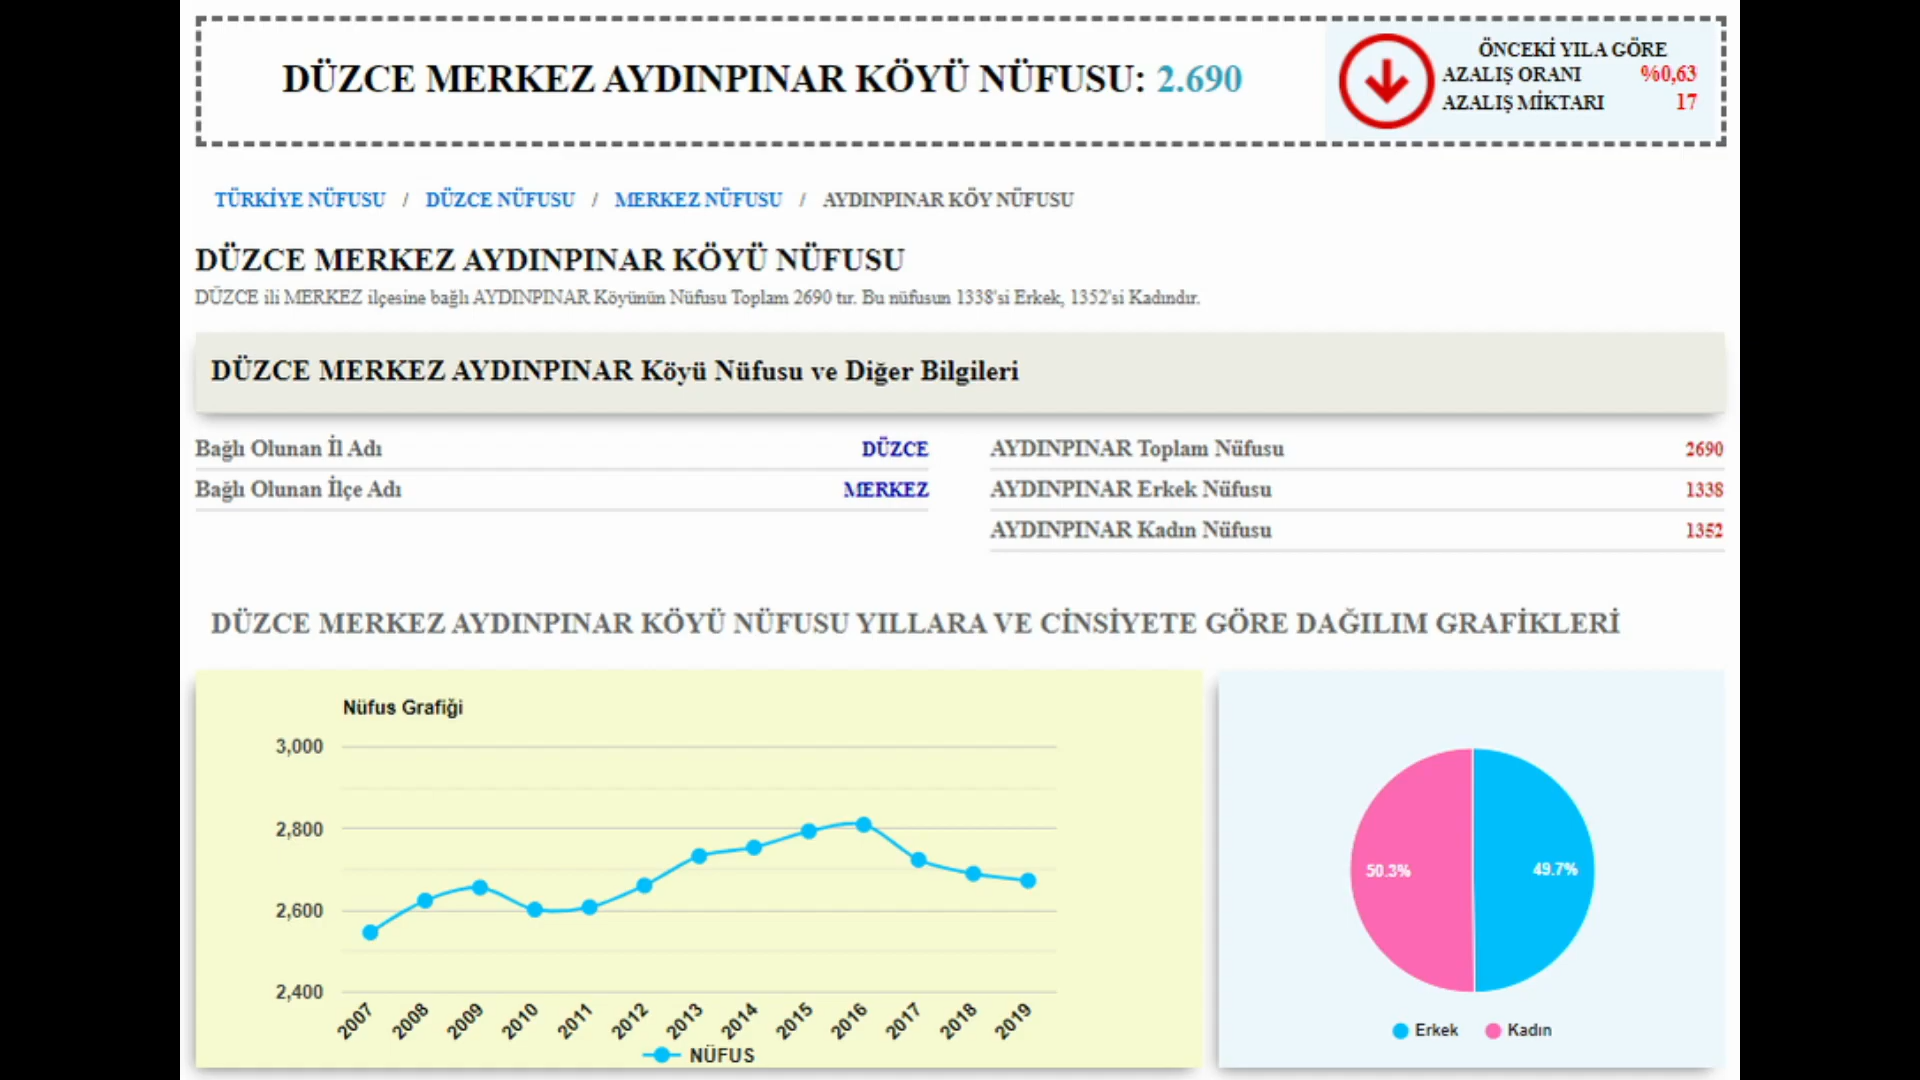 DÜZCE MERKEZ AYDINPINAR KÖYÜ NÜFUSU: 2.690
ÖNCEKİ YILA GÖRE
AZALIŞ ORANI %0,63
AZALIŞ MİKTARI 17
TÜRKİYE NÜFUSU / DÜZCE NÜFUSU / MERKEZ NÜFUSU / AYDINPINAR KÖY NÜFUSU
DÜZCE MERKEZ AYDINPINAR KÖYÜ NÜFUSU
DÜZCE ili MERKEZ ilçesine bağlı AYDINPINAR Köyünün Nüfusu Toplam 2690 tır. Bu nüfusun 1338'si Erkek, 1352'si Kadındır.
DÜZCE MERKEZ AYDINPINAR Köyü Nüfusu ve Diğer Bilgileri
Bağlı Olunan İl Adı DÜZCE
Bağlı Olunan İlçe Adı MERKEZ
AYDINPINAR Toplam Nüfusu 2690
AYDINPINAR Erkek Nüfusu 1338
AYDINPINAR Kadın Nüfusu 1352
DÜZCE MERKEZ AYDINPINAR KÖYÜ NÜFUSU YILLARA VE CİNSİYETE GÖRE DAĞILIM GRAFİKLERİ
Nüfus Grafiği
3,000
2,800
2,600
2,400
2007 2008 2009 2010 2011 2012 2013 2014 2015 2016 2017 2018 2019
NÜFUS
50.3% 49.7%
Erkek Kadın